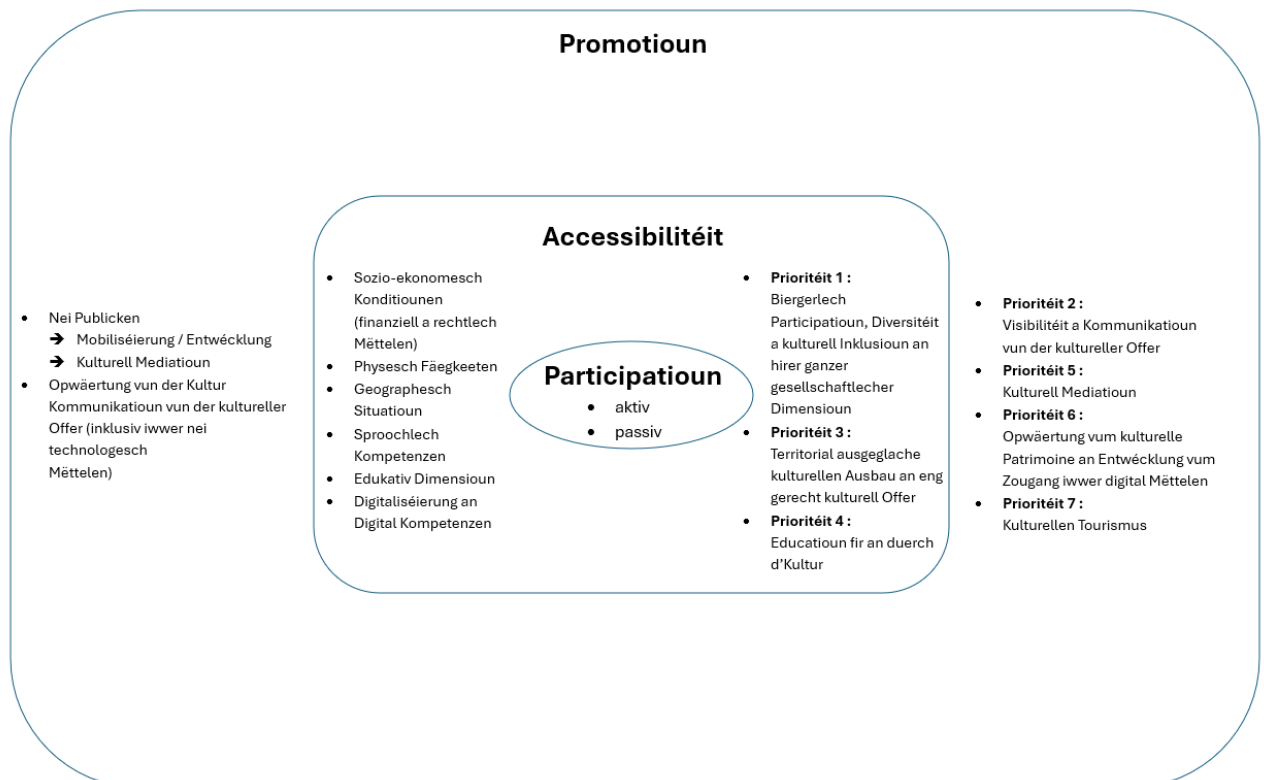 Promotioun
Nei Publicken
➔ Mobiliséierung / Entwécklung
➔ Kulturell Mediatioun
Opwäertung vun der Kultur
Kommunikatioun vun der kultureller
Offer (inklusiv iwwer nei
technologesch
Mëttelen)
Accessibilitéit
Sozio-ekonomesch
Konditiounen
(finanziell a rechtlech
Mëttelen)
Physesch Fäegkeeten
Geographesch
Situatioun
Sproochlech
Kompetenzen
Edukativ Dimensioun
Digitaliséierung an
Digital Kompetenzen
Participatioun
aktiv
passiv
Prioritéit 1 :
Biergerlech
Participatioun, Diversitéit
a kulturell Inklusioun an
hirer ganzer
gesellschaftlecher
Dimensioun
Prioritéit 3 :
Territorial ausgeglache
kulturellen Ausbau an eng
gerecht kulturell Offer
Prioritéit 4 :
Educatioun fir an duerch
d’Kultur
Prioritéit 2 :
Visibilitéit a Kommunikatioun
vun der kultureller Offer
Prioritéit 5 :
Kulturell Mediatioun
Prioritéit 6 :
Opwäertung vum kulturelle
Patrimoine an Entwécklung vum
Zougang iwwer digital Mëttelen
Prioritéit 7 :
Kulturellen Tourismus